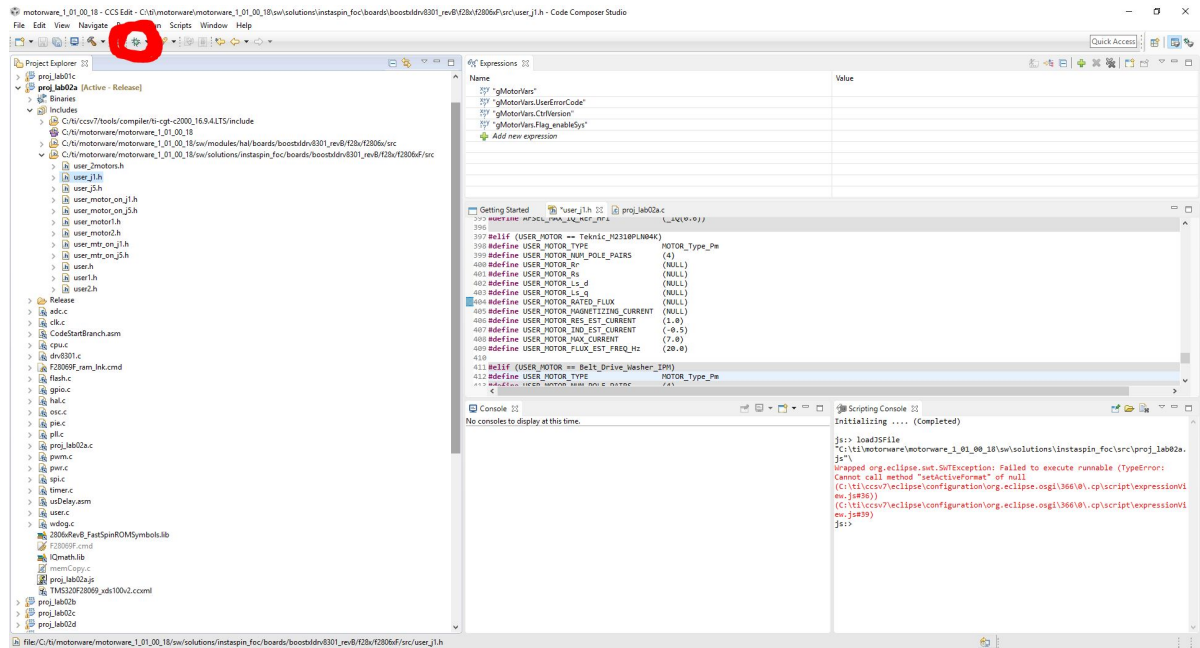 motorware_1_01_00_18 - CCS Edit - C:\ti\motorware\motorware_1_01_00_18\sw\solutions\instaspin_foc\boards\boostxldrv8301_revB\f28x\f2806xF\src\user_j1.h - Code Composer Studio
File Edit View Navigate Scripts Window Help
Quick Access
Project Explorer
proj_lab01c
proj_lab02a [Active - Release]
Binaries
Includes
C:/ti/ccsv7/tools/compiler/ti-cgt-c2000_16.9.4.LTS/include
C:/ti/motorware/motorware_1_01_00_18
C:/ti/motorware/motorware_1_01_00_18/sw/modules/hal/boards/boostxldrv8301_revB/f28x/f2806x/src
C:/ti/motorware/motorware_1_01_00_18/sw/solutions/instaspin_foc/boards/boostxldrv8301_revB/f28x/f2806xF/src
user_2motors.h
user_j1.h
user_j5.h
user_motor_on_j1.h
user_motor_on_j5.h
user_motor1.h
user_motor2.h
user_mtr_on_j1.h
user_mtr_on_j5.h
user.h
user1.h
user2.h
Release
adc.c
clk.c
CodeStartBranch.asm
cpu.c
drv8301.c
F28069F_ram_lnk.cmd
flash.c
gpio.c
hal.c
osc.c
pie.c
pll.c
proj_lab02a.c
pwm.c
pwr.c
spi.c
timer.c
usDelay.asm
user.c
wdog.c
2806xRevB_FastSpinROMSymbols.lib
F28069F.cmd
IQmath.lib
memCopy.c
proj_lab02a.js
TMS320F28069_xds100v2.ccxml
proj_lab02b
proj_lab02c
proj_lab02d
Expressions
Name Value
"gMotorVars"
"gMotorVars.UserErrorCode"
"gMotorVars.CtrlVersion"
"gMotorVars.Flag_enableSys"
Add new expression
Getting Started *user_j1.h proj_lab02a.c
395 #define AFSEL_MAX_IQ_REF_HFI (_IQ(0.6))
396
397 #elif (USER_MOTOR == Teknic_M2310PLN04K)
398 #define USER_MOTOR_TYPE MOTOR_Type_Pm
399 #define USER_MOTOR_NUM_POLE_PAIRS (4)
400 #define USER_MOTOR_Rr (NULL)
401 #define USER_MOTOR_Rs (NULL)
402 #define USER_MOTOR_Ls_d (NULL)
403 #define USER_MOTOR_Ls_q (NULL)
404 #define USER_MOTOR_RATED_FLUX (NULL)
405 #define USER_MOTOR_MAGNETIZING_CURRENT (NULL)
406 #define USER_MOTOR_RES_EST_CURRENT (1.0)
407 #define USER_MOTOR_IND_EST_CURRENT (-0.5)
408 #define USER_MOTOR_MAX_CURRENT (7.0)
409 #define USER_MOTOR_FLUX_EST_FREQ_Hz (20.0)
410
411 #elif (USER_MOTOR == Belt_Drive_Washer_IPM)
412 #define USER_MOTOR_TYPE MOTOR_Type_Pm
413 #define USER_MOTOR_NUM_POLE_PAIRS (4)
Console
No consoles to display at this time.
Scripting Console
Initializing .... (Completed)
js:> loadJSFile
"C:\ti\motorware\motorware_1_01_00_18\sw\solutions\instaspin_foc\src\proj_lab02a.
js"\
Wrapped org.eclipse.swt.SWTException: Failed to execute runnable (TypeError:
Cannot call method "setActiveFormat" of null
(C:\ti\ccsv7\eclipse\configuration\org.eclipse.osgi\366\0\.cp\script\expressionVi
ew.js#36))
(C:\ti\ccsv7\eclipse\configuration\org.eclipse.osgi\366\0\.cp\script\expressionVi
ew.js#39)
js:>
file:/C:/ti/motorware/motorware_1_01_00_18/sw/solutions/instaspin_foc/boards/boostxldrv8301_revB/f28x/f2806xF/src/user_j1.h